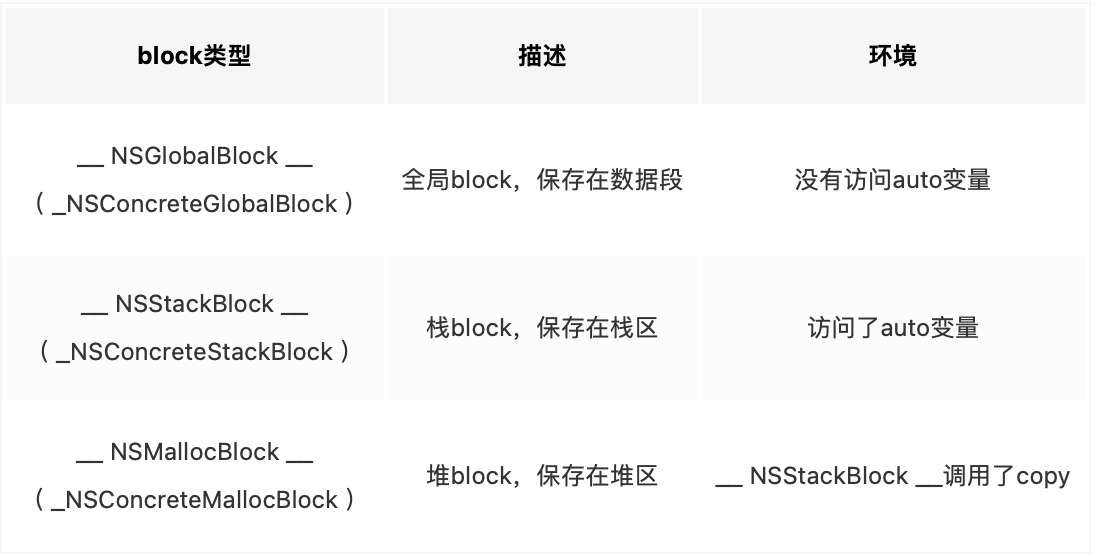 block类型 描述 环境
__ NSGlobalBlock __
( _NSConcreteGlobalBlock )
全局block，保存在数据段
没有访问auto变量
__ NSStackBlock __
( _NSConcreteStackBlock )
栈block，保存在栈区
访问了auto变量
__ NSMallocBlock __
( _NSConcreteMallocBlock )
堆block，保存在堆区
__ NSStackBlock __调用了copy